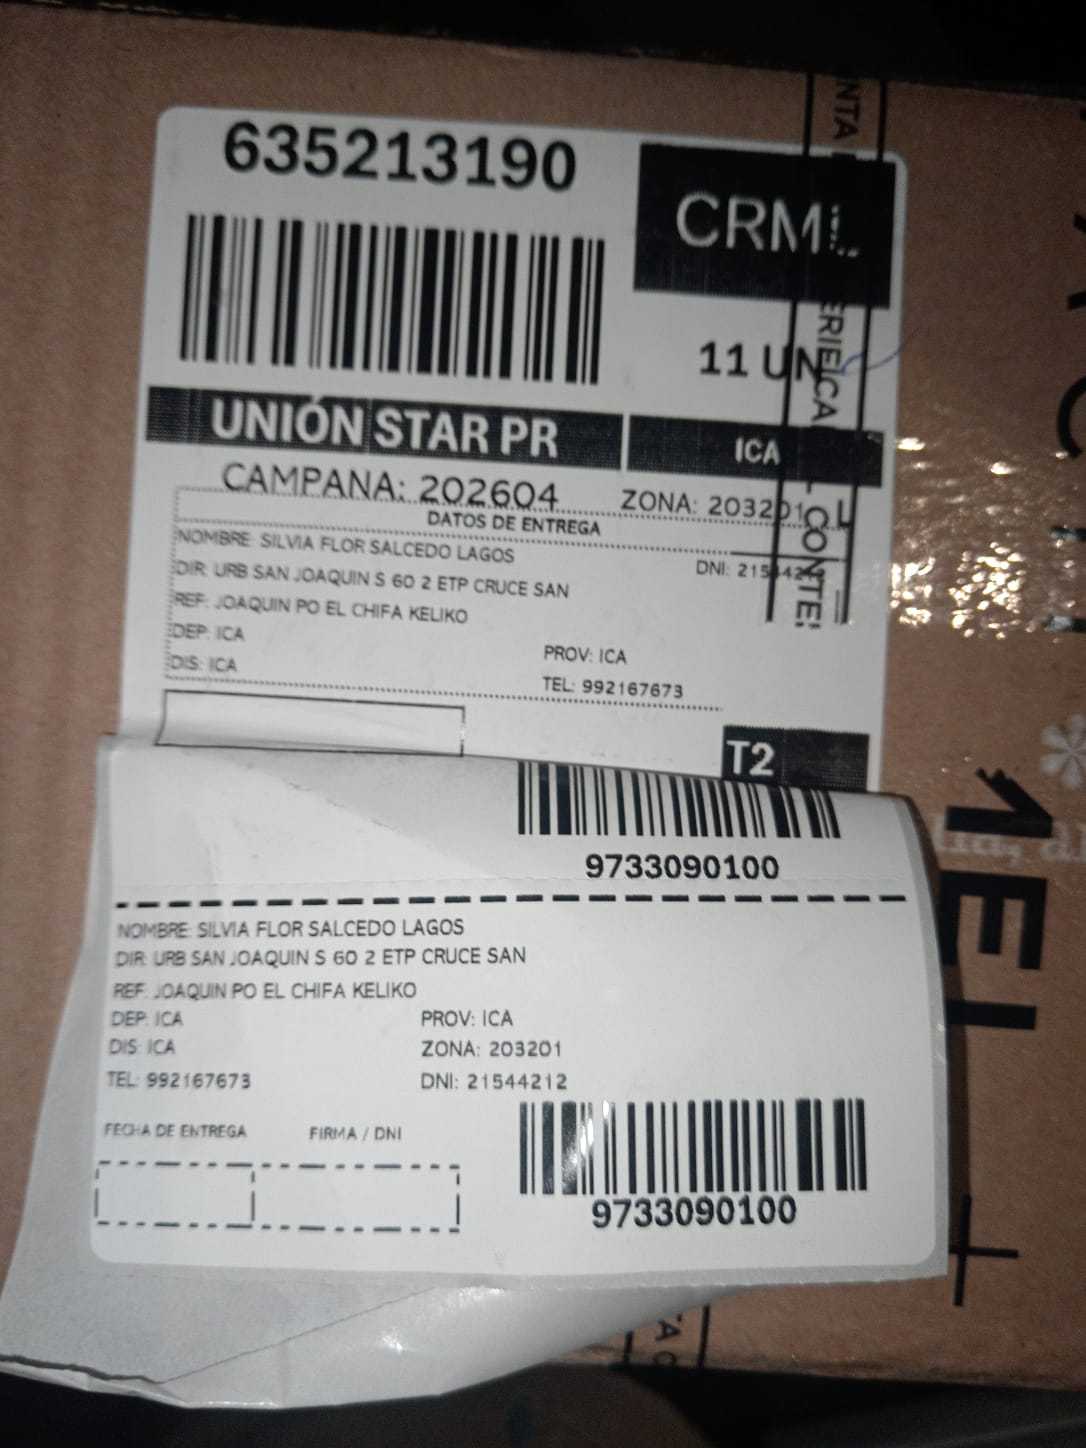 635213190
CRM
11 UN
UNIÓN STAR PR
ICA
CAMPANA: 202604
ZONA: 203201
DATOS DE ENTREGA
NOMBRE: SILVIA FLOR SALCEDO LAGOS
DNI: 215442
DIR: URB SAN JOAQUIN S 60 2 ETP CRUCE SAN
REF: JOAQUIN PO EL CHIFA KELIKO
DEP: ICA
PROV: ICA
DIS: ICA
TEL: 992167673
T2
9733090100
NOMBRE: SILVIA FLOR SALCEDO LAGOS
DIR: URB SAN JOAQUIN S 60 2 ETP CRUCE SAN
REF: JOAQUIN PO EL CHIFA KELIKO
DEP: ICA
PROV: ICA
DIS: ICA
ZONA: 203201
TEL: 992167673
DNI: 21544212
FECHA DE ENTREGA
FIRMA / DNI
9733090100